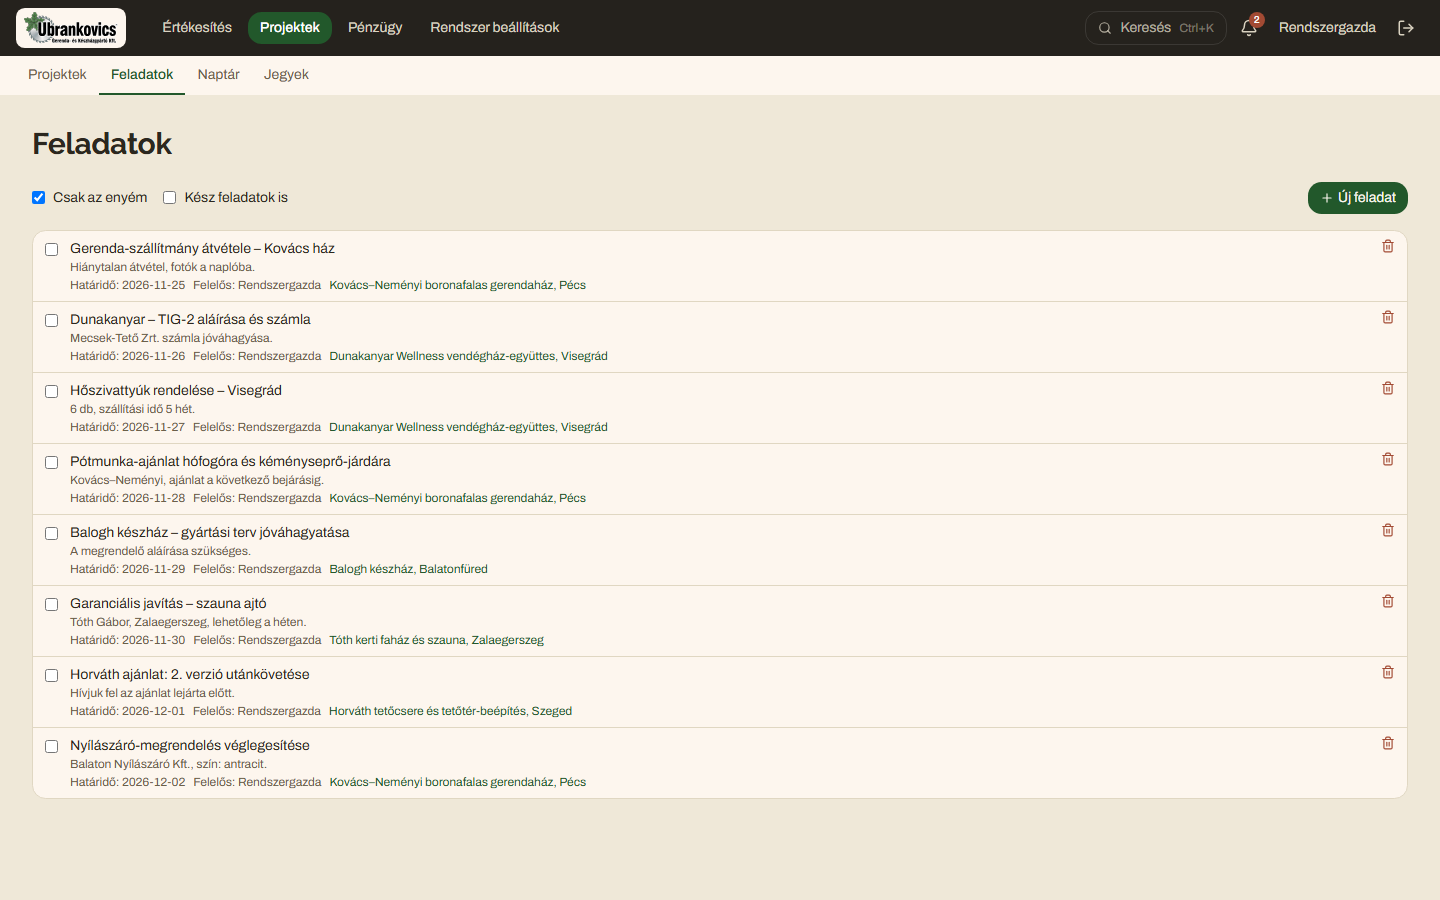 Ubrankovics
Gerenda- és Készházgyártó Kft.
Értékesítés
Projektek
Pénzügy
Rendszer beállítások
Keresés Ctrl+K
2
Rendszergazda
Projektek
Feladatok
Naptár
Jegyek
Feladatok
Csak az enyém
Kész feladatok is
+ Új feladat
Gerenda-szállítmány átvétele – Kovács ház
Hiánytalan átvétel, fotók a naplóba.
Határidő: 2026-11-25 Felelős: Rendszergazda Kovács–Neményi boronafalas gerendaház, Pécs
Dunakanyar – TIG-2 aláírása és számla
Mecsek-Tető Zrt. számla jóváhagyása.
Határidő: 2026-11-26 Felelős: Rendszergazda Dunakanyar Wellness vendégház-együttes, Visegrád
Hőszivattyúk rendelése – Visegrád
6 db, szállítási idő 5 hét.
Határidő: 2026-11-27 Felelős: Rendszergazda Dunakanyar Wellness vendégház-együttes, Visegrád
Pótmunka-ajánlat hófogóra és kéményseprő-járdára
Kovács–Neményi, ajánlat a következő bejárásig.
Határidő: 2026-11-28 Felelős: Rendszergazda Kovács–Neményi boronafalas gerendaház, Pécs
Balogh készház – gyártási terv jóváhagyatása
A megrendelő aláírása szükséges.
Határidő: 2026-11-29 Felelős: Rendszergazda Balogh készház, Balatonfüred
Garanciális javítás – szauna ajtó
Tóth Gábor, Zalaegerszeg, lehetőleg a héten.
Határidő: 2026-11-30 Felelős: Rendszergazda Tóth kerti faház és szauna, Zalaegerszeg
Horváth ajánlat: 2. verzió utánkövetése
Hívjuk fel az ajánlat lejárta előtt.
Határidő: 2026-12-01 Felelős: Rendszergazda Horváth tetőcsere és tetőtér-beépítés, Szeged
Nyílászáró-megrendelés véglegesítése
Balaton Nyílászáró Kft., szín: antracit.
Határidő: 2026-12-02 Felelős: Rendszergazda Kovács–Neményi boronafalas gerendaház, Pécs